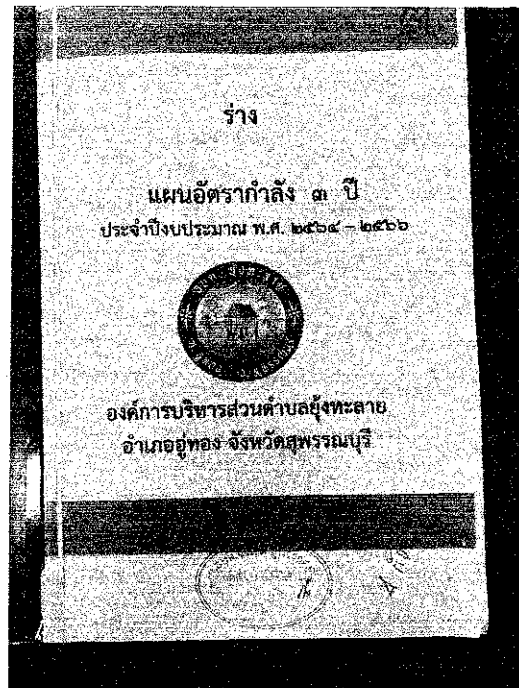 ร่าง
แผนอัตรากำลัง ๓ ปี
ประจำปีงบประมาณ พ.ศ. ๒๕๖๔ – ๒๕๖๖
องค์การบริหารส่วนตำบลยุ้งทะลาย
อำเภออู่ทอง จังหวัดสุพรรณบุรี